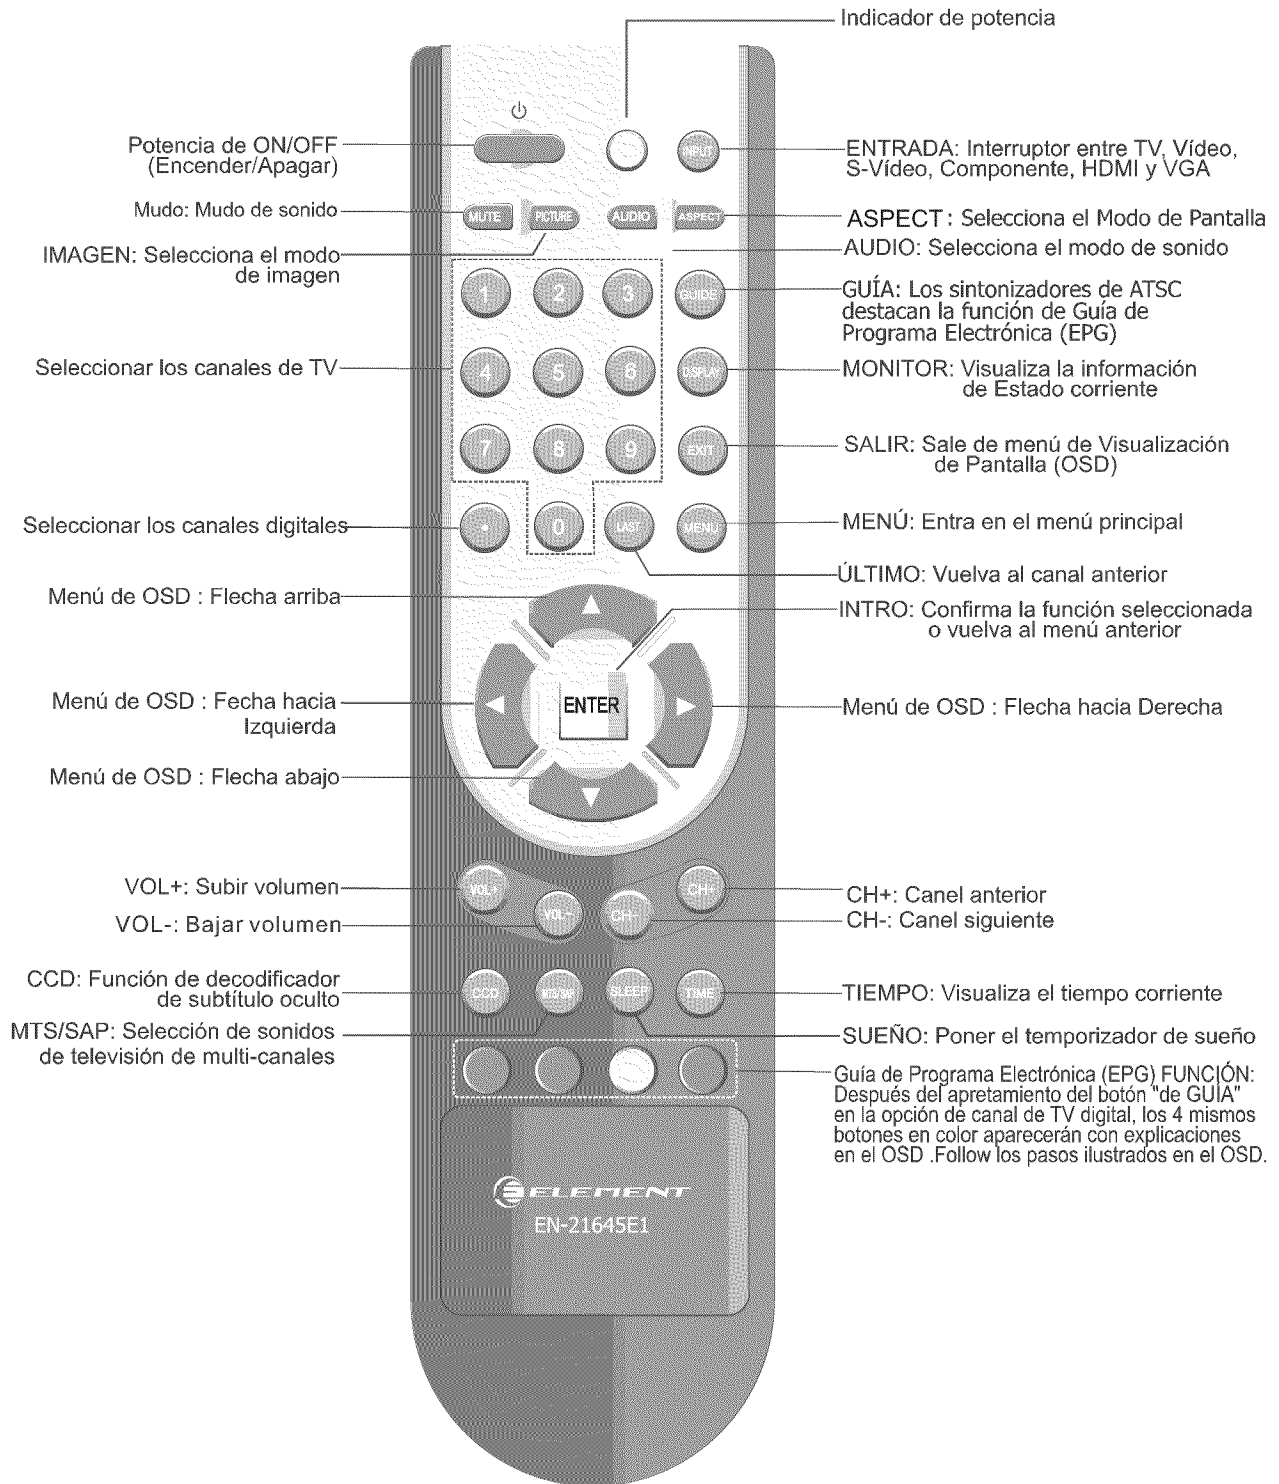 Indicador de potencia
Potencia de ON/OFF
(Encender/Apagar)
INPUT
ENTRADA: Interruptor entre TV, Vídeo,
S-Vídeo, Componente, HDMI y VGA
Mudo: Mudo de sonido
MUTE
PICTURE
AUDIO
ASPECT
ASPECT : Selecciona el Modo de Pantalla
IMAGEN: Selecciona el modo
de imagen
AUDIO: Selecciona el modo de sonido
1
2
3
GUIDE
GUÍA: Los sintonizadores de ATSC
destacan la función de Guía de
Programa Electrónica (EPG)
Seleccionar los canales de TV
4
5
6
DISPLAY
MONITOR: Visualiza la información
de Estado corriente
7
8
9
EXIT
SALIR: Sale de menú de Visualización
de Pantalla (OSD)
Seleccionar los canales digitales
0
LAST
MENU
MENÚ: Entra en el menú principal
ÚLTIMO: Vuelva al canal anterior
Menú de OSD : Flecha arriba
INTRO: Confirma la función seleccionada
o vuelva al menú anterior
Menú de OSD : Fecha hacia
Izquierda
ENTER
Menú de OSD : Flecha hacia Derecha
Menú de OSD : Flecha abajo
VOL+: Subir volumen
VOL+
CH+
CH+: Canel anterior
VOL-: Bajar volumen
VOL-
CH-
CH-: Canel siguiente
CCD: Función de decodificador
de subtítulo oculto
CCD
MTS/SAP
SLEEP
TIME
TIEMPO: Visualiza el tiempo corriente
MTS/SAP: Selección de sonidos
de televisión de multi-canales
SUEÑO: Poner el temporizador de sueño
Guía de Programa Electrónica (EPG) FUNCIÓN:
Después del apretamiento del botón "de GUÍA"
en la opción de canal de TV digital, los 4 mismos
botones en color aparecerán con explicaciones
en el OSD .Follow los pasos ilustrados en el OSD.
ELEMENT
EN-21645E1